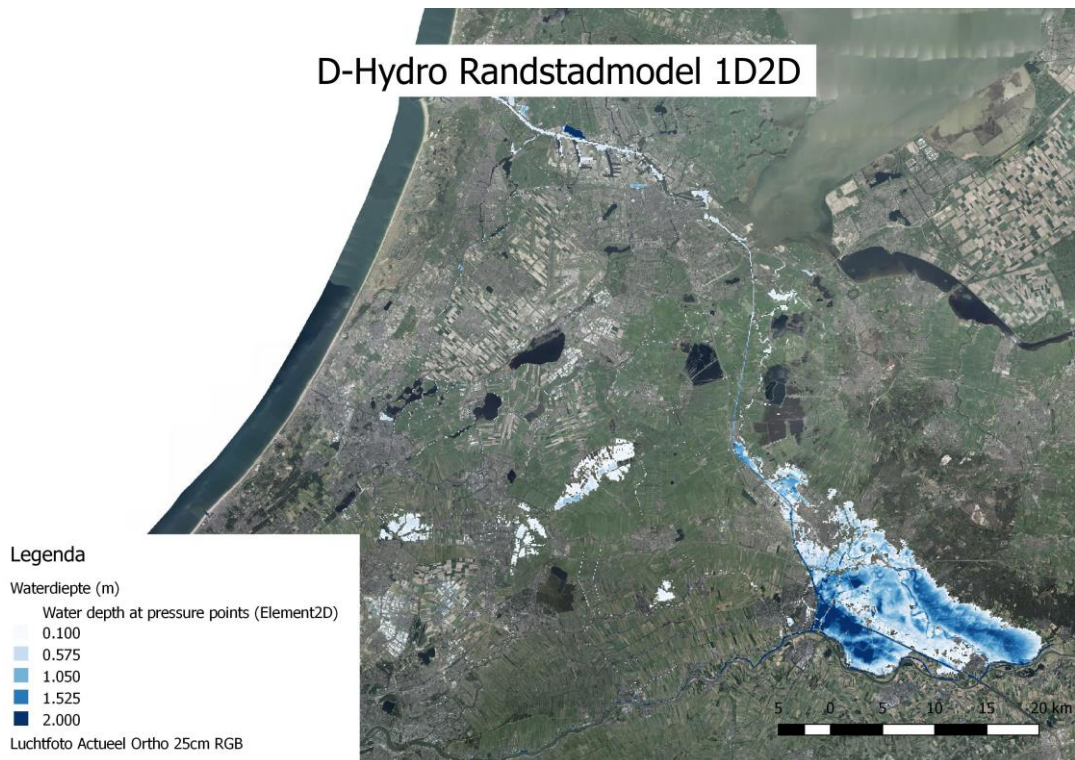 D-Hydro Randstadmodel 1D2D
Legenda
Waterdiepte (m)
Water depth at pressure points (Element2D)
0.100
0.575
1.050
1.525
2.000
Luchtfoto Actueel Ortho 25cm RGB
5 0 5 10 15 20 km